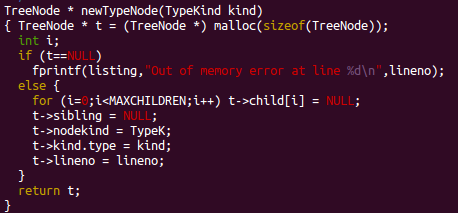 TreeNode * newTypeNode(TypeKind kind)
{ TreeNode * t = (TreeNode *) malloc(sizeof(TreeNode));
  int i;
  if (t==NULL)
    fprintf(listing,"Out of memory error at line %d\n",lineno);
  else {
    for (i=0;i<MAXCHILDREN;i++) t->child[i] = NULL;
    t->sibling = NULL;
    t->nodekind = TypeK;
    t->kind.type = kind;
    t->lineno = lineno;
  }
  return t;
}